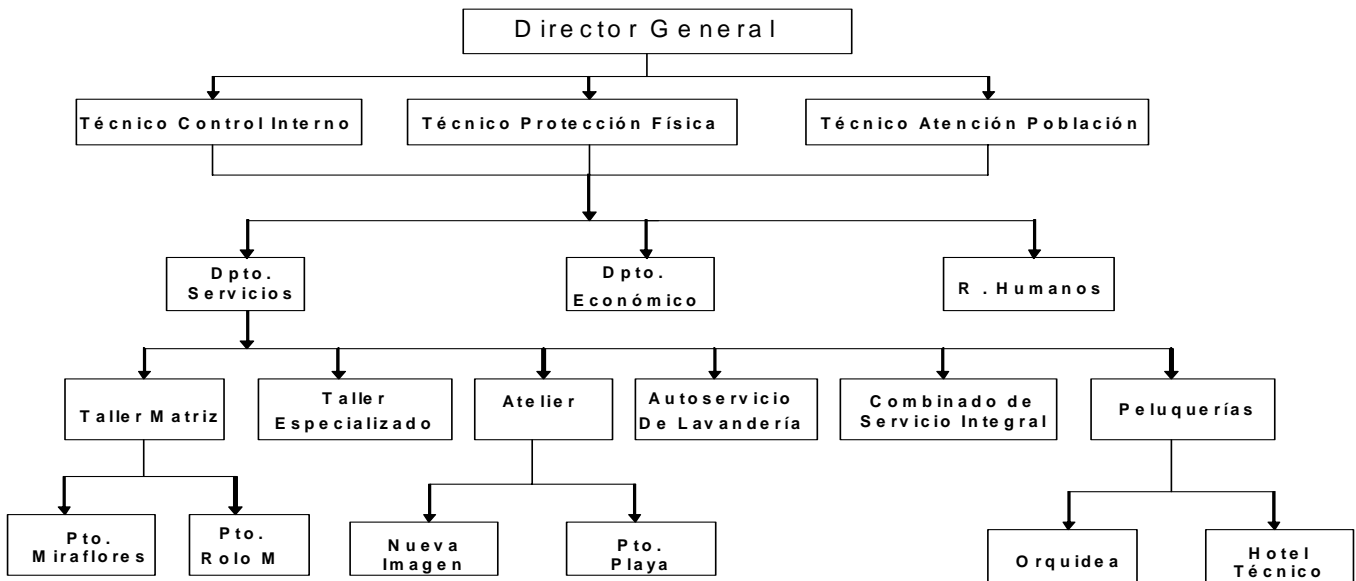 Director General
Técnico Control Interno
Técnico Protección Física
Técnico Atención Población
Dpto.
Servicios
Dpto.
Económico
R . Humanos
Taller Matriz
Taller
Especializado
Atelier
Autoservicio
De Lavandería
Combinado de
Servicio Integral
Peluquerías
Pto.
Miraflores
Pto.
Rolo M
Nueva
Imagen
Pto.
Playa
Orquidea
Hotel
Técnico